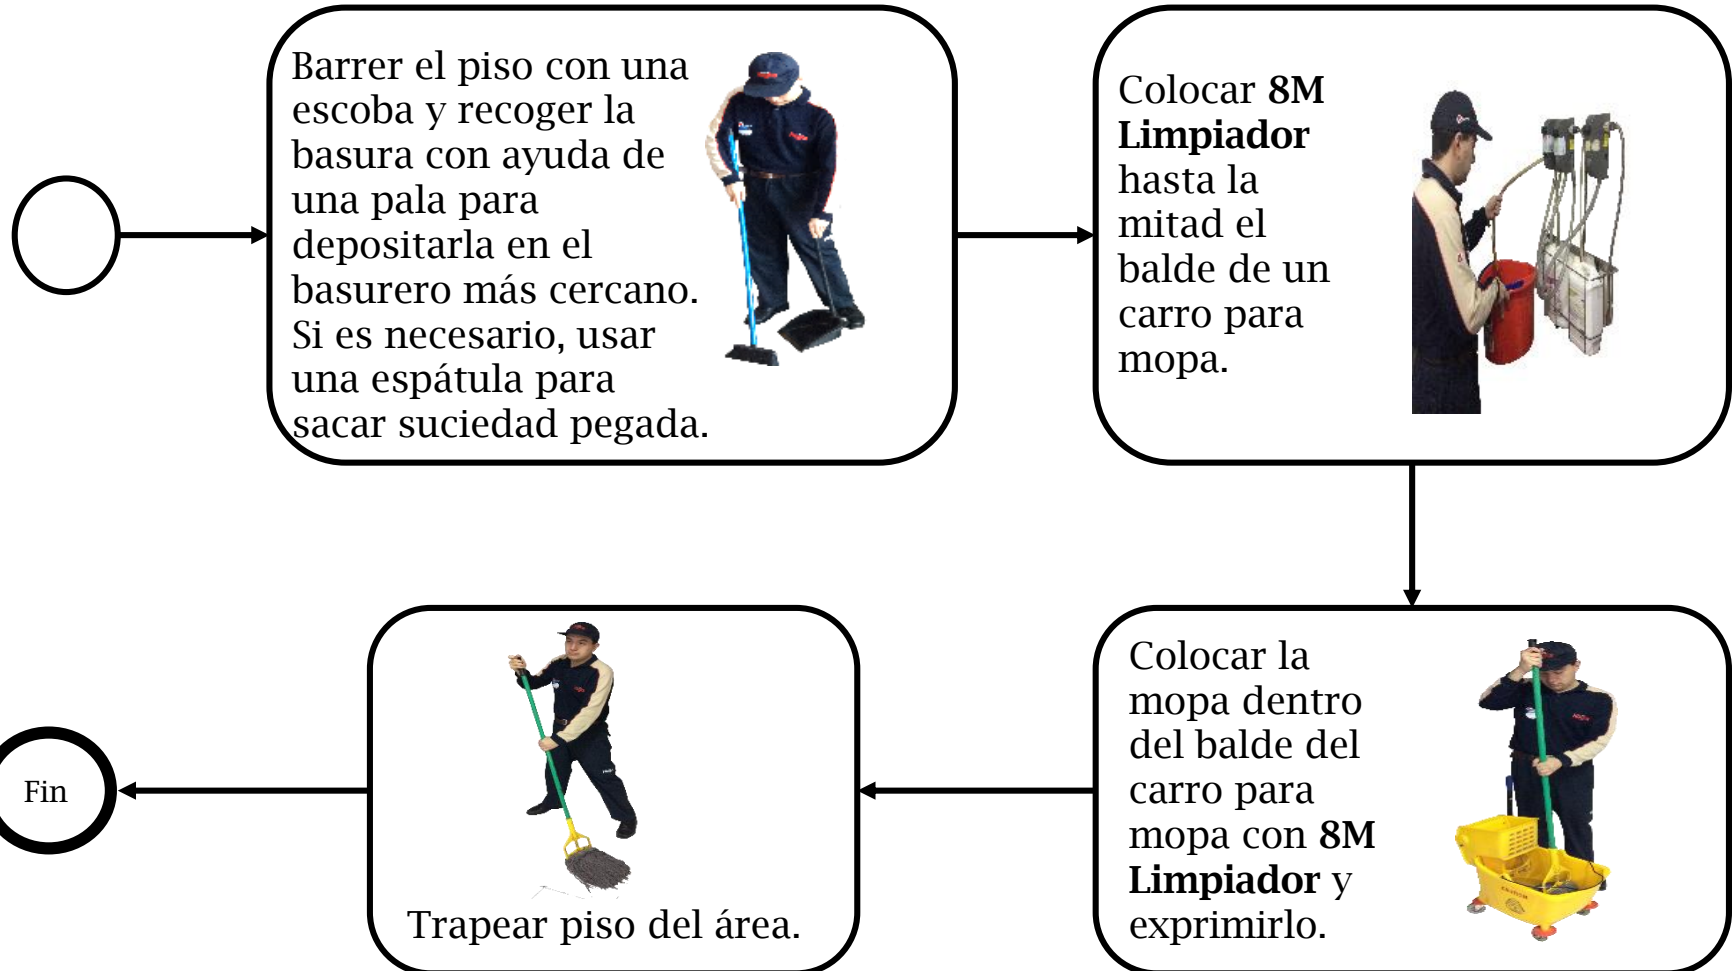 Barrer el piso con una
escoba y recoger la
basura con ayuda de
una pala para
depositarla en el
basurero más cercano.
Si es necesario, usar
una espátula para
sacar suciedad pegada.
Colocar 8M
Limpiador
hasta la
mitad el
balde de un
carro para
mopa.
Colocar la
mopa dentro
del balde del
carro para
mopa con 8M
Limpiador y
exprimirlo.
Trapear piso del área.
Fin